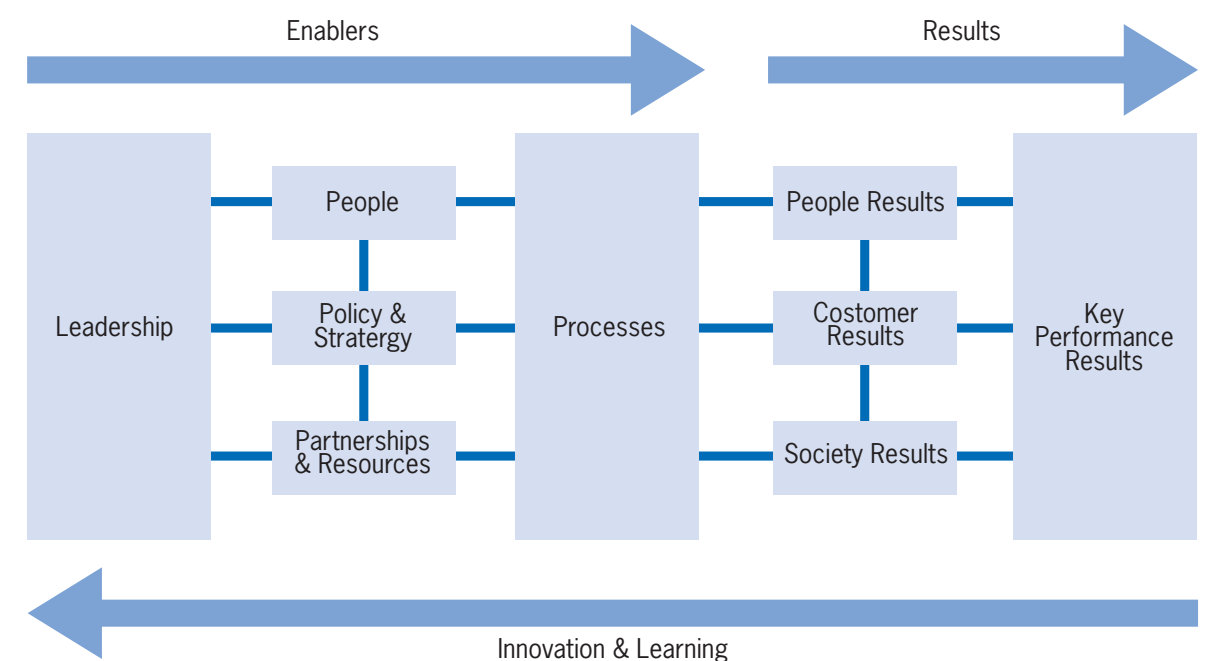 Enablers
Results
People
People Results
Leadership
Policy &
Stratergy
Processes
Costomer
Results
Key
Performance
Results
Partnerships
& Resources
Society Results
Innovation & Learning